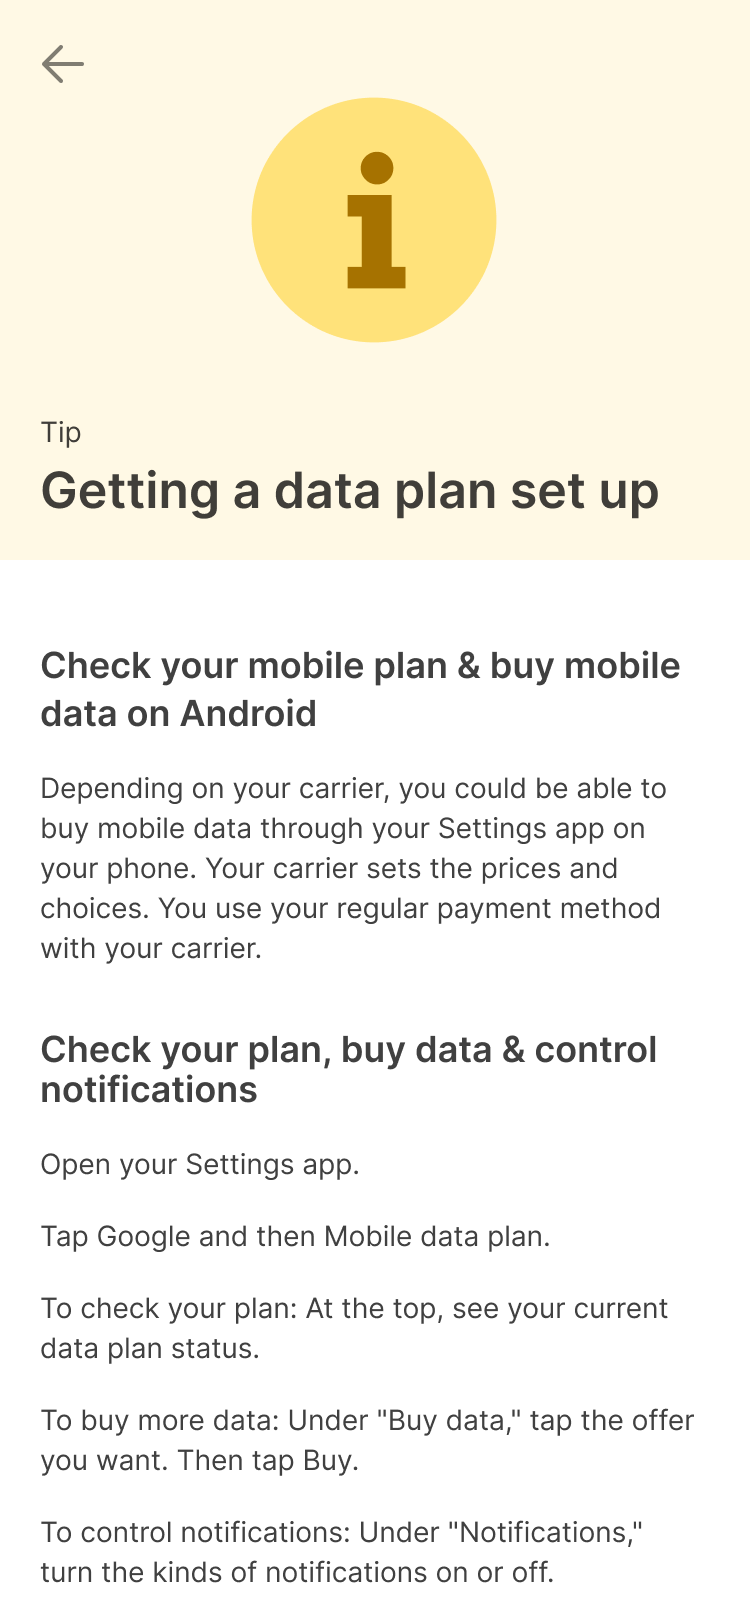 Tip
Getting a data plan set up
Check your mobile plan & buy mobile
data on Android
Depending on your carrier, you could be able to
buy mobile data through your Settings app on
your phone. Your carrier sets the prices and
choices. You use your regular payment method
with your carrier.
Check your plan, buy data & control
notifications
Open your Settings app.
Tap Google and then Mobile data plan.
To check your plan: At the top, see your current
data plan status.
To buy more data: Under "Buy data," tap the offer
you want. Then tap Buy.
To control notifications: Under "Notifications,"
turn the kinds of notifications on or off.